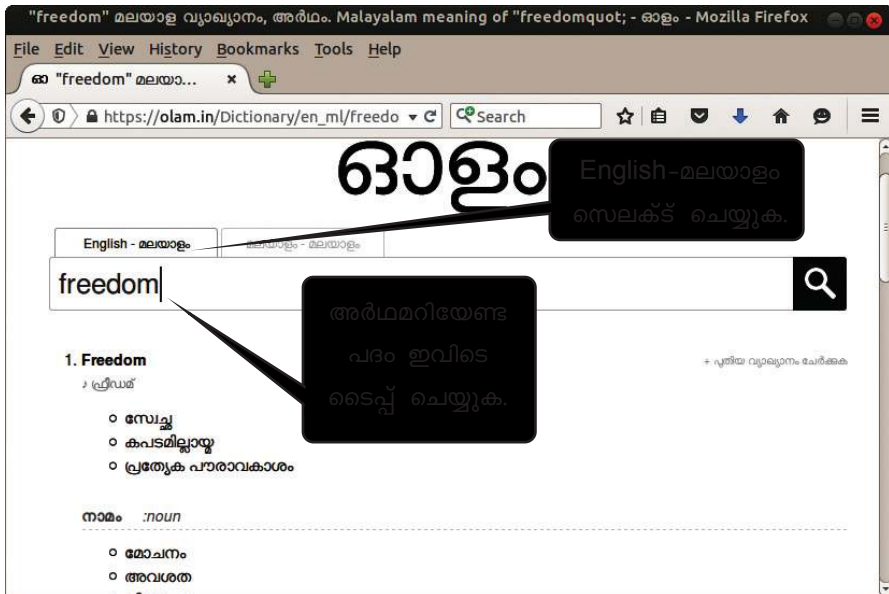 "freedom" മലയാള വ്യാഖ്യാനം, അർഥം. Malayalam meaning of "freedomquot; - ഓളം - Mozilla Firefox
File Edit View History Bookmarks Tools Help
ഓ "freedom" മലയാ...
https://olam.in/Dictionary/en_ml/freedo Search
ഓളം
English-മലയാളം
സെലക്ട് ചെയ്യുക.
English - മലയാളം മലയാളം - മലയാളം
freedom
അർഥമറിയേണ്ട
പദം ഇവിടെ
ടൈപ്പ് ചെയ്യുക.
1. Freedom + പുതിയ വ്യാഖ്യാനം ചേർക്കുക
♪ ഫ്രീഡമ്
സ്വേച്ഛ
കപടമില്ലായ്മ
പ്രത്യേക പൗരാവകാശം
നാമം :noun
മോചനം
അവശത